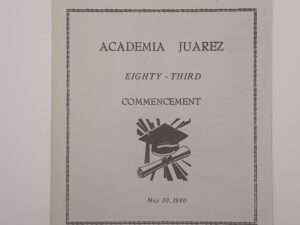 ACADEMIA JUAREZ
EIGHTY - THIRD
COMMENCEMENT
May 30, 1980